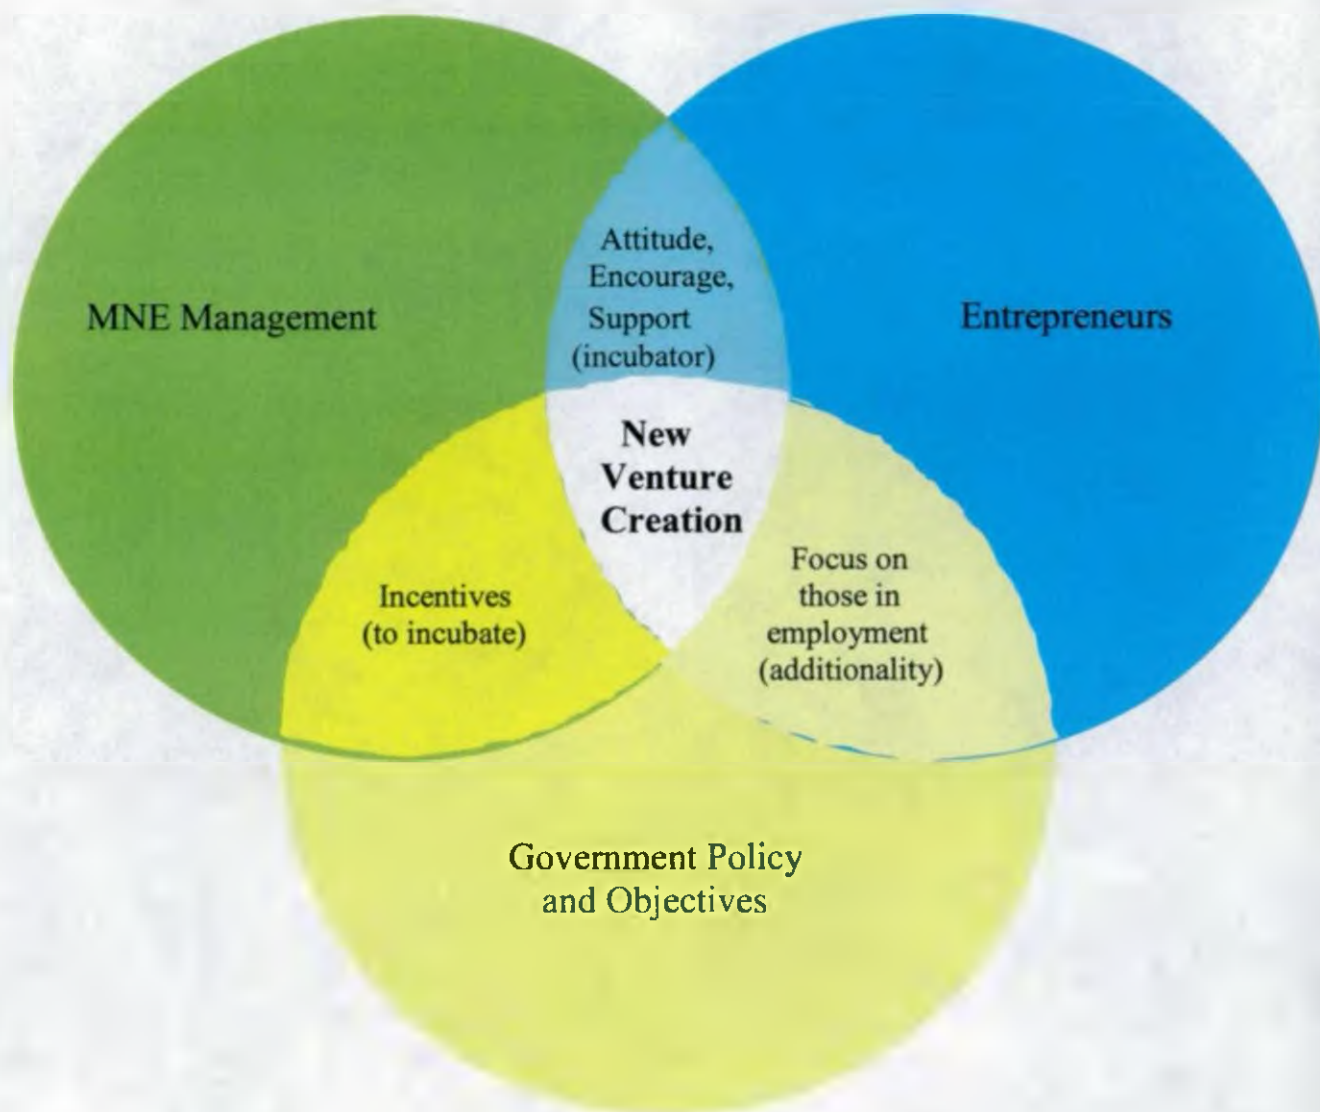 Attitude,
Encourage,
Support
(incubator)
MNE Management
Entrepreneurs
New
Venture
Creation
Incentives
(to incubate)
Focus on
those in
employment
(additionality)
Government Policy
and Objectives